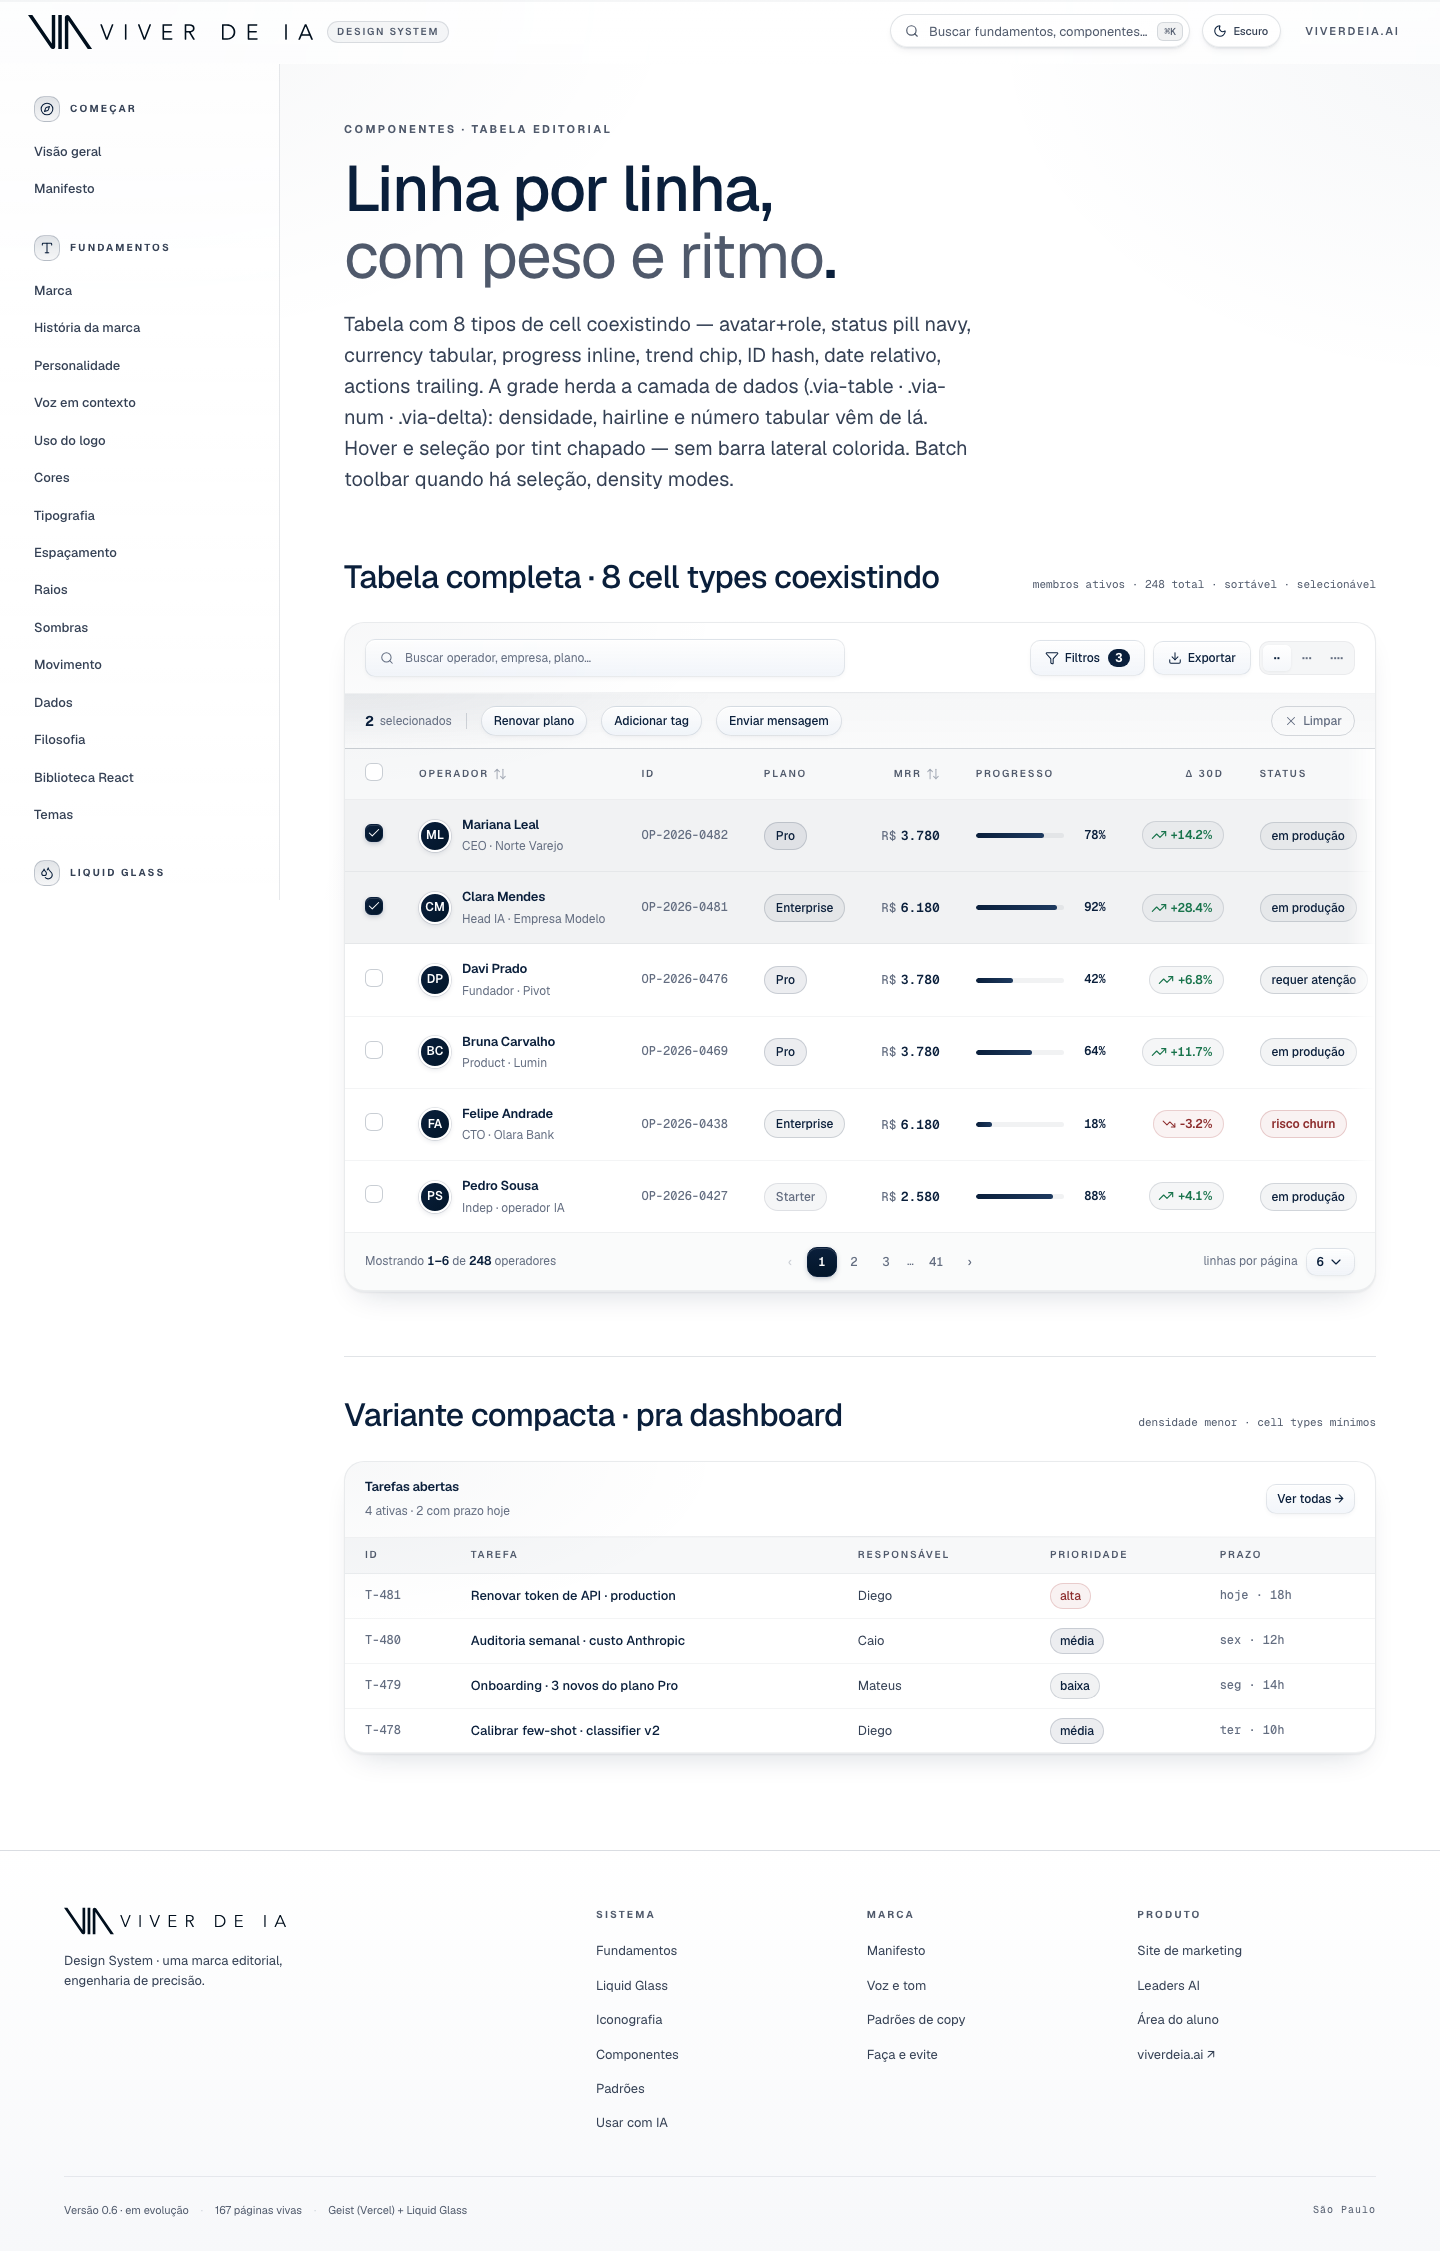 VIVER DE IA
DESIGN SYSTEM
Buscar fundamentos, componentes...
⌘K
Escuro
VIVERDEIA.AI
COMEÇAR
Visão geral
Manifesto
FUNDAMENTOS
Marca
História da marca
Personalidade
Voz em contexto
Uso do logo
Cores
Tipografia
Espaçamento
Raios
Sombras
Movimento
Dados
Filosofia
Biblioteca React
Temas
LIQUID GLASS
COMPONENTES · TABELA EDITORIAL
Linha por linha,
com peso e ritmo.
Tabela com 8 tipos de cell coexistindo — avatar+role, status pill navy,
currency tabular, progress inline, trend chip, ID hash, date relativo,
actions trailing. A grade herda a camada de dados (.via-table · .via-
num · .via-delta): densidade, hairline e número tabular vêm de lá.
Hover e seleção por tint chapado — sem barra lateral colorida. Batch
toolbar quando há seleção, density modes.
Tabela completa · 8 cell types coexistindo
membros ativos · 248 total · sortável · selecionável
Buscar operador, empresa, plano…
Filtros 3
Exportar
2 selecionados
Renovar plano
Adicionar tag
Enviar mensagem
Limpar
OPERADOR ID PLANO MRR PROGRESSO Δ 30D STATUS
ML Mariana Leal OP-2026-0482 Pro R$ 3.780 78% +14.2% em produção
CEO · Norte Varejo
CM Clara Mendes OP-2026-0481 Enterprise R$ 6.180 92% +28.4% em produção
Head IA · Empresa Modelo
DP Davi Prado OP-2026-0476 Pro R$ 3.780 42% +6.8% requer atenção
Fundador · Pivot
BC Bruna Carvalho OP-2026-0469 Pro R$ 3.780 64% +11.7% em produção
Product · Lumin
FA Felipe Andrade OP-2026-0438 Enterprise R$ 6.180 18% -3.2% risco churn
CTO · Olara Bank
PS Pedro Sousa OP-2026-0427 Starter R$ 2.580 88% +4.1% em produção
Indep · operador IA
Mostrando 1–6 de 248 operadores
‹ 1 2 3 … 41 ›
linhas por página 6
Variante compacta · pra dashboard
densidade menor · cell types mínimos
Tarefas abertas
4 ativas · 2 com prazo hoje
Ver todas →
ID TAREFA RESPONSÁVEL PRIORIDADE PRAZO
T-481 Renovar token de API · production Diego alta hoje · 18h
T-480 Auditoria semanal · custo Anthropic Caio média sex · 12h
T-479 Onboarding · 3 novos do plano Pro Mateus baixa seg · 14h
T-478 Calibrar few-shot · classifier v2 Diego média ter · 10h
VIVER DE IA
Design System · uma marca editorial,
engenharia de precisão.
SISTEMA
Fundamentos
Liquid Glass
Iconografia
Componentes
Padrões
Usar com IA
MARCA
Manifesto
Voz e tom
Padrões de copy
Faça e evite
PRODUTO
Site de marketing
Leaders AI
Área do aluno
viverdeia.ai ↗
Versão 0.6 · em evolução · 167 páginas vivas · Geist (Vercel) + Liquid Glass
São Paulo